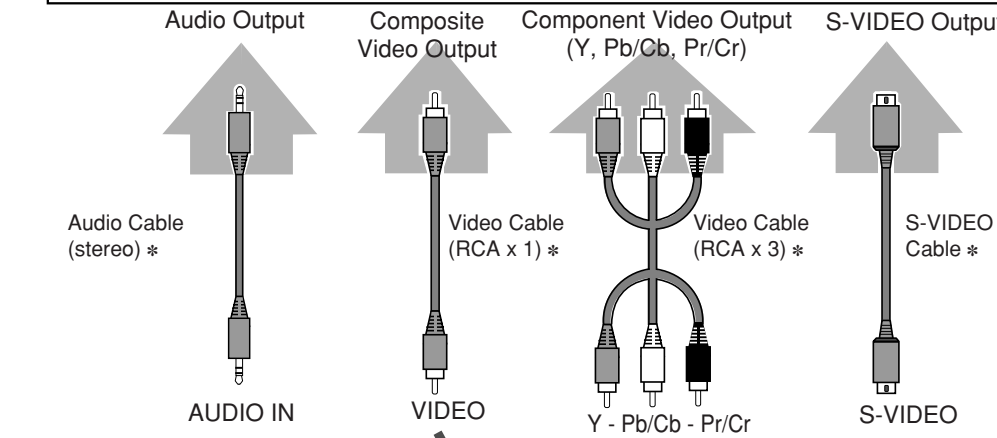 Audio Output
Composite
Video Output
Component Video Output
(Y, Pb/Cb, Pr/Cr)
S-VIDEO Output
Audio Cable
(stereo) *
Video Cable
(RCA x 1) *
Video Cable
(RCA x 3) *
S-VIDEO
Cable *
AUDIO IN
VIDEO
Y - Pb/Cb - Pr/Cr
S-VIDEO